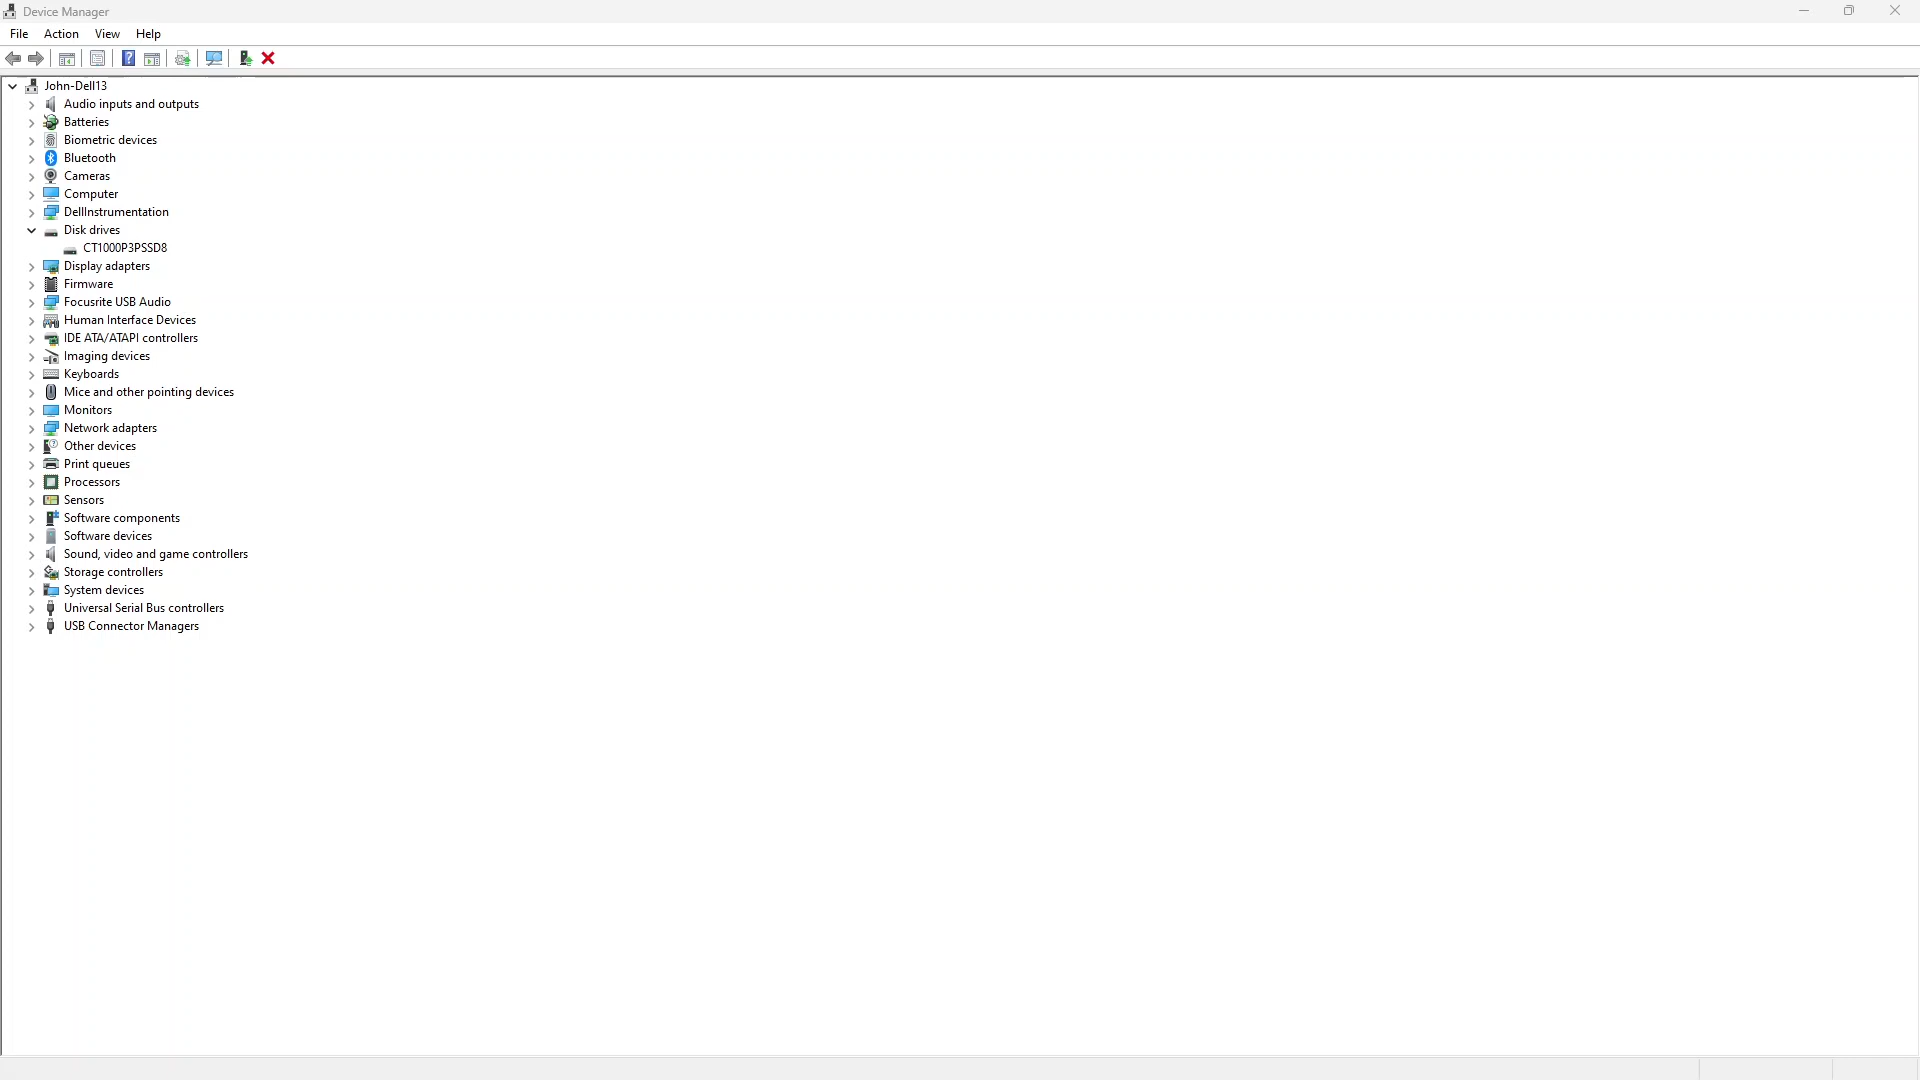 Device Manager
File Action View Help
John-Dell13
Audio inputs and outputs
Batteries
Biometric devices
Bluetooth
Cameras
Computer
DellInstrumentation
Disk drives
CT1000P3PSSD8
Display adapters
Firmware
Focusrite USB Audio
Human Interface Devices
IDE ATA/ATAPI controllers
Imaging devices
Keyboards
Mice and other pointing devices
Monitors
Network adapters
Other devices
Print queues
Processors
Sensors
Software components
Software devices
Sound, video and game controllers
Storage controllers
System devices
Universal Serial Bus controllers
USB Connector Managers